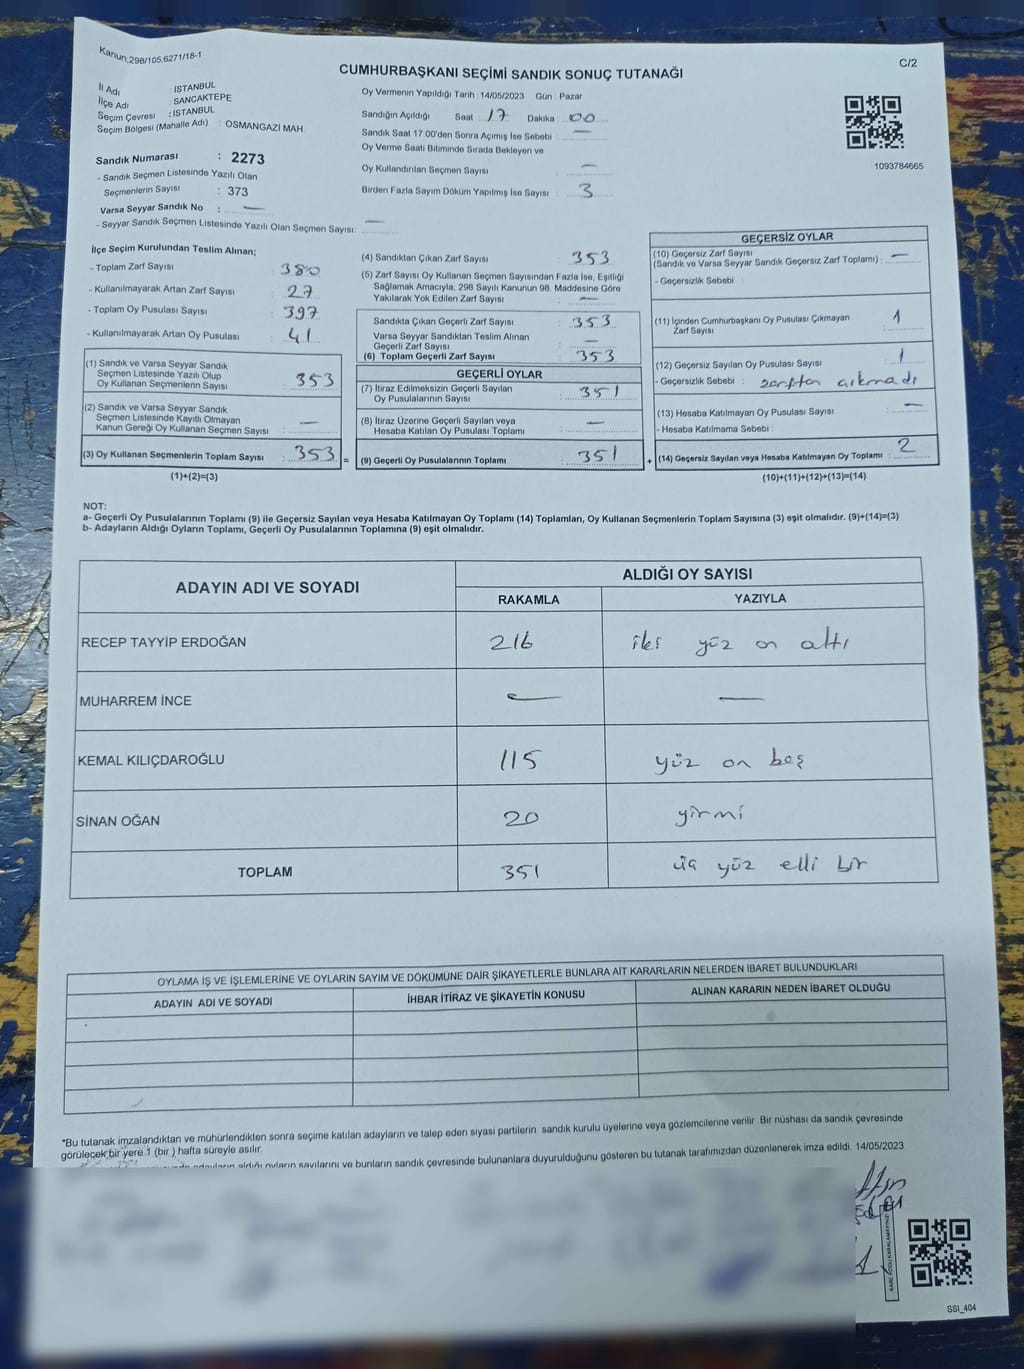 Kanun:298/105,6271/18-1
C/2
CUMHURBAŞKANI SEÇİMİ SANDIK SONUÇ TUTANAĞI
İl Adı : İSTANBUL
İlçe Adı : SANCAKTEPE
Seçim Çevresi : İSTANBUL
Seçim Bölgesi (Mahalle Adı) : OSMANGAZİ MAH.
Sandık Numarası : 2273
- Sandık Seçmen Listesinde Yazılı Olan
Seçmenlerin Sayısı : 373
Varsa Seyyar Sandık No : —
- Seyyar Sandık Seçmen Listesinde Yazılı Olan Seçmen Sayısı: —
Oy Vermenin Yapıldığı Tarih : 14/05/2023 Gün : Pazar
Sandığın Açıldığı Saat : 17 Dakika : 00
Sandık Saat 17.00'den Sonra Açımış İse Sebebi : —
Oy Verme Saati Bitiminde Sırada Bekleyen ve
Oy Kullandırılan Seçmen Sayısı : —
Birden Fazla Sayım Döküm Yapılmış İse Sayısı : 3
1093784665
İlçe Seçim Kurulundan Teslim Alınan;
- Toplam Zarf Sayısı : 380
- Kullanılmayarak Artan Zarf Sayısı : 27
- Toplam Oy Pusulası Sayısı : 397
- Kullanılmayarak Artan Oy Pusulası : 41
(1) Sandık ve Varsa Seyyar Sandık
Seçmen Listesinde Yazılı Olup
Oy Kullanan Seçmenlerin Sayısı : 353
(2) Sandık ve Varsa Seyyar Sandık
Seçmen Listesinde Kayıtlı Olmayan
Kanun Gereği Oy Kullanan Seçmen Sayısı : —
(3) Oy Kullanan Seçmenlerin Toplam Sayısı : 353 =
(1)+(2)=(3)
(4) Sandıktan Çıkan Zarf Sayısı : 353
(5) Zarf Sayısı Oy Kullanan Seçmen Sayısından Fazla İse, Eşitliği
Sağlamak Amacıyla, 298 Sayılı Kanunun 98. Maddesine Göre
Yakılarak Yok Edilen Zarf Sayısı : —
Sandıkta Çıkan Geçerli Zarf Sayısı : 353
Varsa Seyyar Sandıktan Teslim Alınan
Geçerli Zarf Sayısı : —
(6) Toplam Geçerli Zarf Sayısı : 353
GEÇERLİ OYLAR
(7) İtiraz Edilmeksizin Geçerli Sayılan
Oy Pusulalarının Sayısı : 351
(8) İtiraz Üzerine Geçerli Sayılan veya
Hesaba Katılan Oy Pusulası Toplamı : —
(9) Geçerli Oy Pusulalarının Toplamı : 351 +
GEÇERSİZ OYLAR
(10) Geçersiz Zarf Sayısı
(Sandık ve Varsa Seyyar Sandık Geçersiz Zarf Toplamı) : —
- Geçersizlik Sebebi :
(11) İçinden Cumhurbaşkanı Oy Pusulası Çıkmayan
Zarf Sayısı : 1
(12) Geçersiz Sayılan Oy Pusulası Sayısı : 1
- Geçersizlik Sebebi : zarftan çıkmadı
(13) Hesaba Katılmayan Oy Pusulası Sayısı : —
- Hesaba Katılmama Sebebi :
(14) Geçersiz Sayılan veya Hesaba Katılmayan Oy Toplamı : 2
(10)+(11)+(12)+(13)=(14)
NOT:
a- Geçerli Oy Pusulalarının Toplamı (9) ile Geçersiz Sayılan veya Hesaba Katılmayan Oy Toplamı (14) Toplamları, Oy Kullanan Seçmenlerin Toplam Sayısına (3) eşit olmalıdır. (9)+(14)=(3)
b- Adayların Aldığı Oyların Toplamı, Geçerli Oy Pusulalarının Toplamına (9) eşit olmalıdır.
ADAYIN ADI VE SOYADI
ALDIĞI OY SAYISI
RAKAMLA YAZIYLA
RECEP TAYYİP ERDOĞAN 216 iki yüz on altı
MUHARREM İNCE — —
KEMAL KILIÇDAROĞLU 115 yüz on beş
SİNAN OĞAN 20 yirmi
TOPLAM 351 üç yüz elli bir
OYLAMA İŞ VE İŞLEMLERİNE VE OYLARIN SAYIM VE DÖKÜMÜNE DAİR ŞİKAYETLERLE BUNLARA AİT KARARLARIN NELERDEN İBARET BULUNDUKLARI
ADAYIN ADI VE SOYADI İHBAR İTİRAZ VE ŞİKAYETİN KONUSU ALINAN KARARIN NEDEN İBARET OLDUĞU
*Bu tutanak imzalandıktan ve mühürlendikten sonra seçime katılan adayların ve talep eden siyasi partilerin sandık kurulu üyelerine veya gözlemcilerine verilir. Bir nüshası da sandık çevresinde
görülecek bir yere 1 (bir ) hafta süreyle asılır.
aldığı oyların sayılarını ve bunların sandık çevresinde bulunanlara duyurulduğunu gösteren bu tutanak tarafımızdan düzenlenerek imza edildi. 14/05/2023
SSI_404